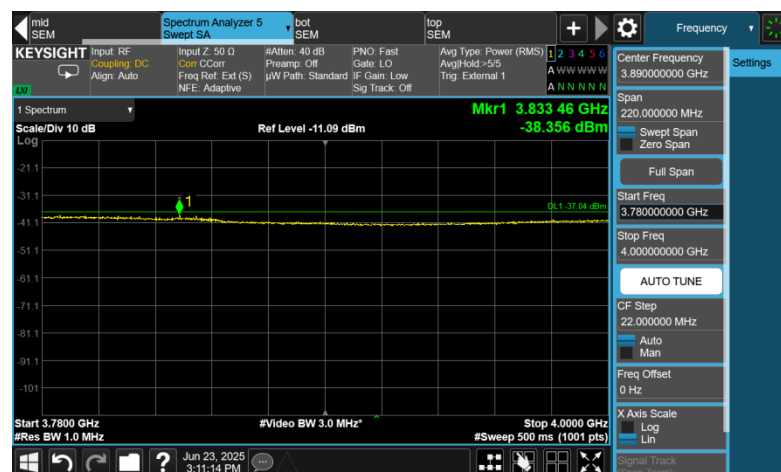 mid
SEM
Spectrum Analyzer 5
Swept SA
bot
SEM
top
SEM
Frequency
KEYSIGHT
Input: RF
Coupling: DC
Align: Auto
Input Z: 50 Ω
Corr CCorr
Freq Ref: Ext (S)
NFE: Adaptive
#Atten: 40 dB
Preamp: Off
µW Path: Standard
PNO: Fast
Gate: LO
IF Gain: Low
Sig Track: Off
Avg Type: Power (RMS)
Avg|Hold:>5/5
Trig: External 1
1 2 3 4 5 6
A W W W W W
A N N N N N
LXI
1 Spectrum
Scale/Div 10 dB
Ref Level -11.09 dBm
Mkr1 3.833 46 GHz
-38.356 dBm
Log
-21.1
-31.1
-41.1
-51.1
-61.1
-71.1
-81.1
-91.1
-101
1
DL1 -37.04 dBm
Start 3.7800 GHz
#Res BW 1.0 MHz
#Video BW 3.0 MHz*
Stop 4.0000 GHz
#Sweep 500 ms (1001 pts)
Jun 23, 2025
3:11:14 PM
Center Frequency
3.890000000 GHz
Settings
Span
220.000000 MHz
Swept Span
Zero Span
Full Span
Start Freq
3.780000000 GHz
Stop Freq
4.000000000 GHz
AUTO TUNE
CF Step
22.000000 MHz
Auto
Man
Freq Offset
0 Hz
X Axis Scale
Log
Lin
Signal Track